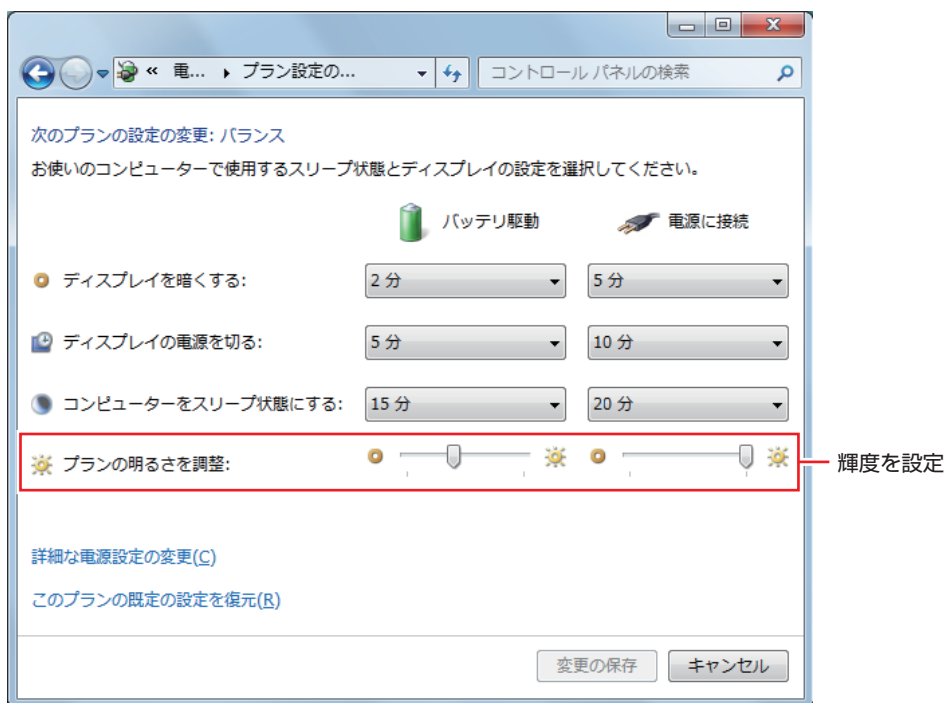 « 電... ▸ プラン設定の...
コントロール パネルの検索
次のプランの設定の変更: バランス
お使いのコンピューターで使用するスリープ状態とディスプレイの設定を選択してください。
バッテリ駆動 電源に接続
ディスプレイを暗くする: 2 分 5 分
ディスプレイの電源を切る: 5 分 10 分
コンピューターをスリープ状態にする: 15 分 20 分
プランの明るさを調整:
輝度を設定
詳細な電源設定の変更(C)
このプランの既定の設定を復元(R)
変更の保存 キャンセル